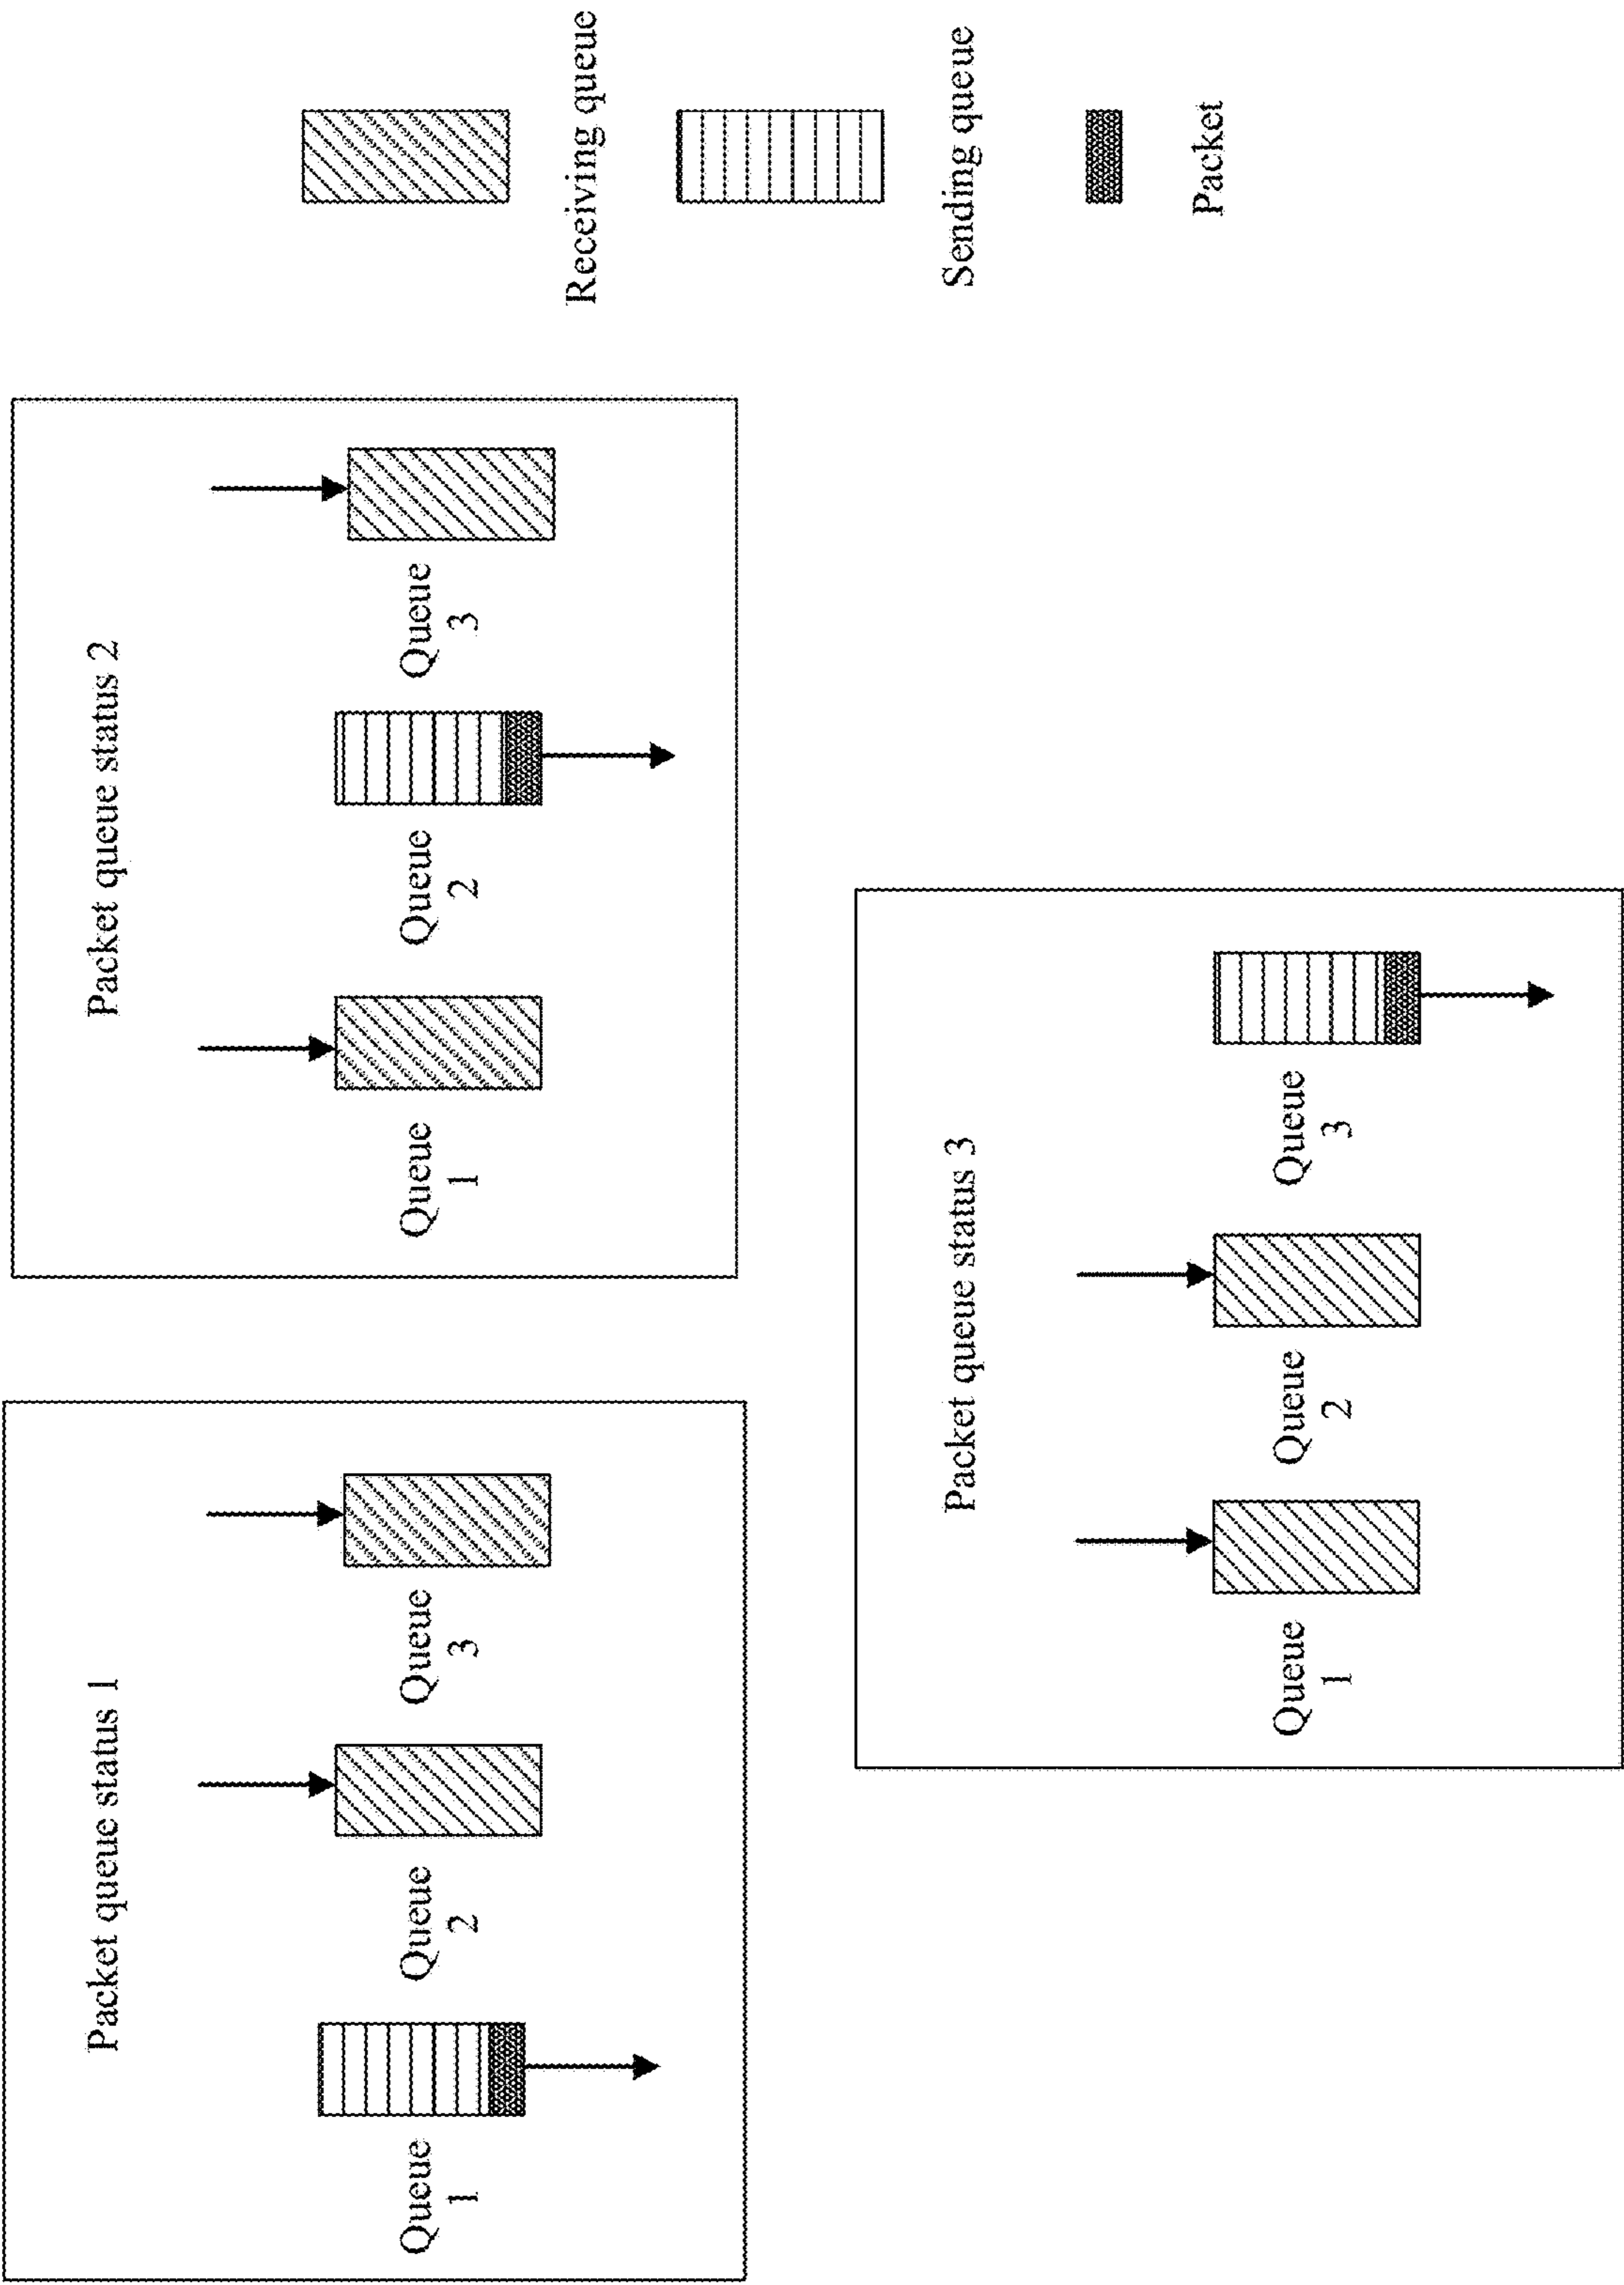 Packet queue status 1
Queue
1
Queue
2
Queue
3
Packet queue status 2
Queue
1
Queue
2
Queue
3
Packet queue status 3
Queue
1
Queue
2
Queue
3
Receiving queue
Sending queue
Packet